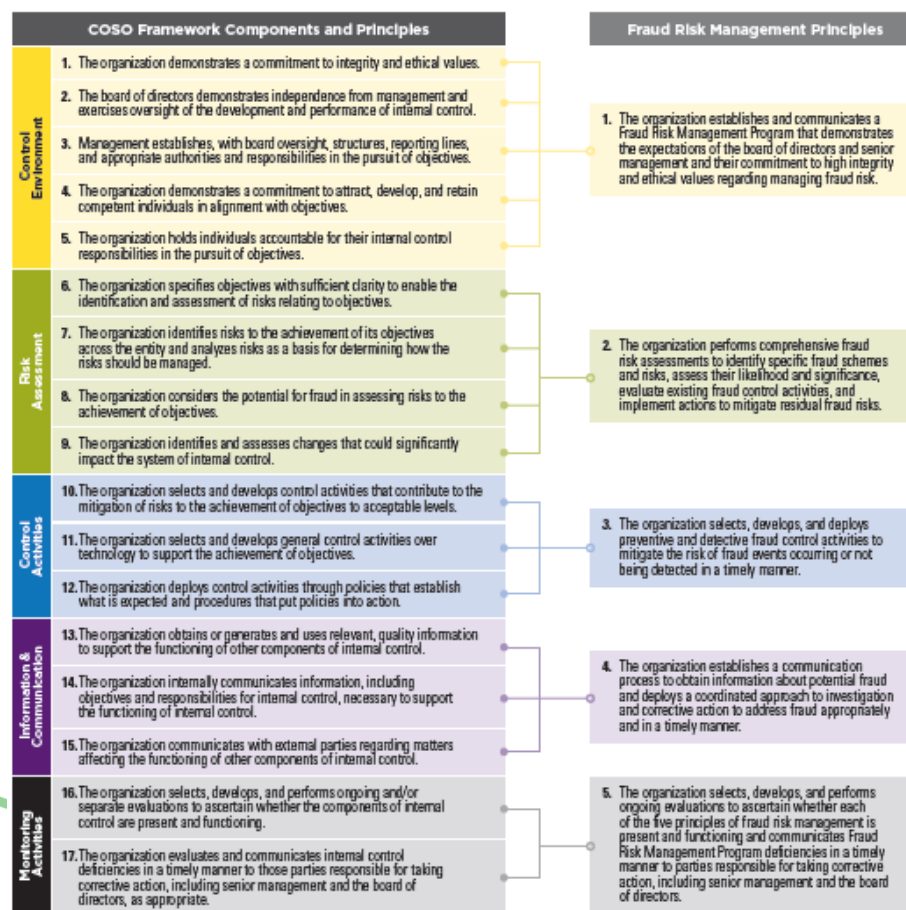 COSO Framework Components and Principles
Fraud Risk Management Principles
Control
Environment
1. The organization demonstrates a commitment to integrity and ethical values.
2. The board of directors demonstrates independence from management and
exercises oversight of the development and performance of internal control.
3. Management establishes, with board oversight, structures, reporting lines,
and appropriate authorities and responsibilities in the pursuit of objectives.
4. The organization demonstrates a commitment to attract, develop, and retain
competent individuals in alignment with objectives.
5. The organization holds individuals accountable for their internal control
responsibilities in the pursuit of objectives.
1. The organization establishes and communicates a
Fraud Risk Management Program that demonstrates
the expectations of the board of directors and senior
management and their commitment to high integrity
and ethical values regarding managing fraud risk.
Risk
Assessment
6. The organization specifies objectives with sufficient clarity to enable the
identification and assessment of risks relating to objectives.
7. The organization identifies risks to the achievement of its objectives
across the entity and analyzes risks as a basis for determining how the
risks should be managed.
8. The organization considers the potential for fraud in assessing risks to the
achievement of objectives.
9. The organization identifies and assesses changes that could significantly
impact the system of internal control.
2. The organization performs comprehensive fraud
risk assessments to identify specific fraud schemes
and risks, assess their likelihood and significance,
evaluate existing fraud control activities, and
implement actions to mitigate residual fraud risks.
Control
Activities
10. The organization selects and develops control activities that contribute to the
mitigation of risks to the achievement of objectives to acceptable levels.
11. The organization selects and develops general control activities over
technology to support the achievement of objectives.
12. The organization deploys control activities through policies that establish
what is expected and procedures that put policies into action.
3. The organization selects, develops, and deploys
preventive and detective fraud control activities to
mitigate the risk of fraud events occurring or not
being detected in a timely manner.
Information &
Communication
13. The organization obtains or generates and uses relevant, quality information
to support the functioning of other components of internal control.
14. The organization internally communicates information, including
objectives and responsibilities for internal control, necessary to support
the functioning of internal control.
15. The organization communicates with external parties regarding matters
affecting the functioning of other components of internal control.
4. The organization establishes a communication
process to obtain information about potential fraud
and deploys a coordinated approach to investigation
and corrective action to address fraud appropriately
and in a timely manner.
Monitoring
Activities
16. The organization selects, develops, and performs ongoing and/or
separate evaluations to ascertain whether the components of internal
control are present and functioning.
17. The organization evaluates and communicates internal control
deficiencies in a timely manner to those parties responsible for taking
corrective action, including senior management and the board of
directors, as appropriate.
5. The organization selects, develops, and performs
ongoing evaluations to ascertain whether each
of the five principles of fraud risk management is
present and functioning and communicates Fraud
Risk Management Program deficiencies in a timely
manner to parties responsible for taking corrective
action, including senior management and the board
of directors.